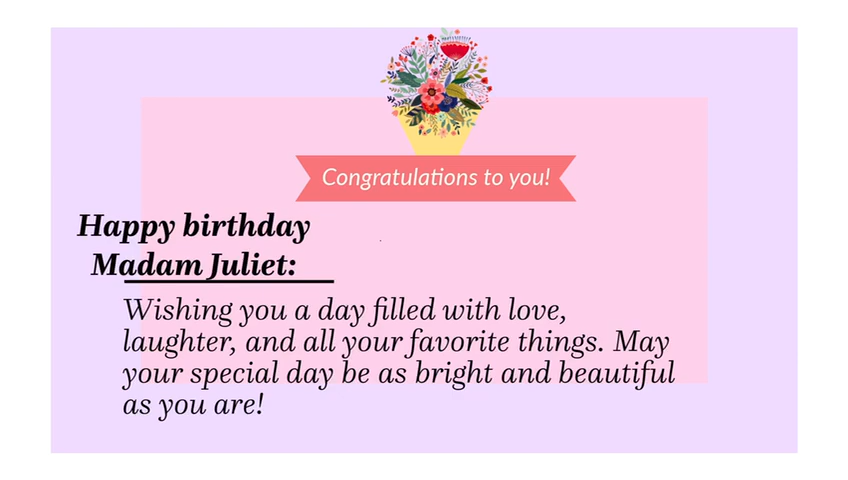 Congratulations to you!
Happy birthday
Madam Juliet:
Wishing you a day filled with love,
laughter, and all your favorite things. May
your special day be as bright and beautiful
as you are!